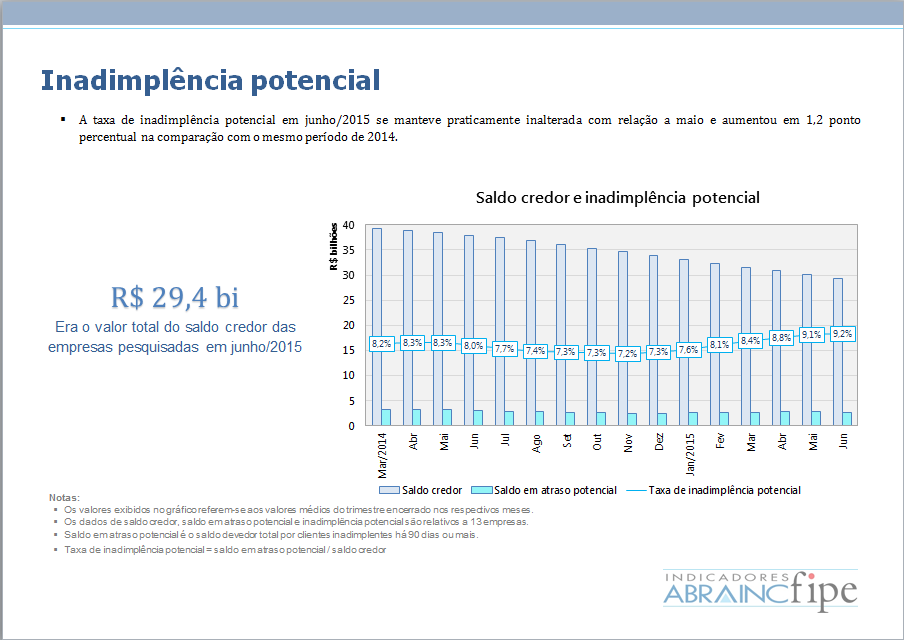 Inadimplência potencial
▪ A taxa de inadimplência potencial em junho/2015 se manteve praticamente inalterada com relação a maio e aumentou em 1,2 ponto
percentual na comparação com o mesmo período de 2014.
Saldo credor e inadimplência potencial
R$ bilhões
40
35
30
25
20
15
10
5
0
8,2% 8,3% 8,3% 8,0% 7,7% 7,4% 7,3% 7,3% 7,2% 7,3% 7,6% 8,1% 8,4% 8,8% 9,1% 9,2%
Mar/2014 Abr Mai Jun Jul Ago Set Out Nov Dez Jan/2015 Fev Mar Abr Mai Jun
Saldo credor Saldo em atraso potencial Taxa de inadimplência potencial
R$ 29,4 bi
Era o valor total do saldo credor das
empresas pesquisadas em junho/2015
Notas:
▪ Os valores exibidos no gráfico referem-se aos valores médios do trimestre encerrado nos respectivos meses.
▪ Os dados de saldo credor, saldo em atraso potencial e inadimplência potencial são relativos a 13 empresas.
▪ Saldo em atraso potencial é o saldo devedor total por clientes inadimplentes há 90 dias ou mais.
▪ Taxa de inadimplência potencial = saldo em atraso potencial / saldo credor
INDICADORES
ABRAINC fipe